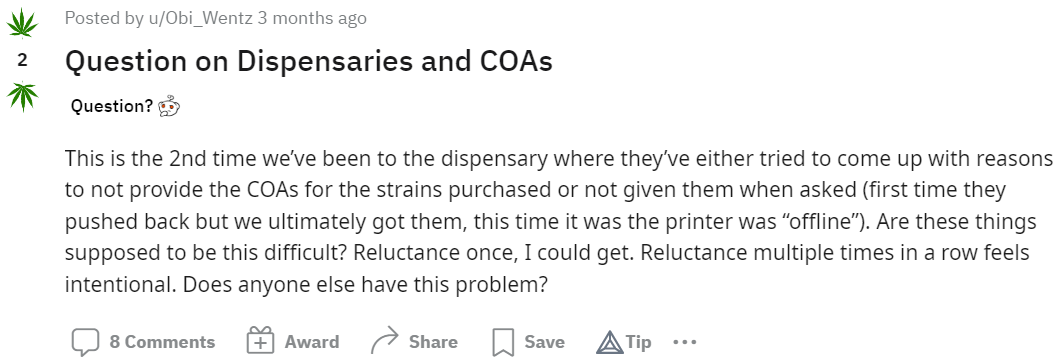 Posted by u/Obi_Wentz 3 months ago
2
Question on Dispensaries and COAs
Question?
This is the 2nd time we’ve been to the dispensary where they’ve either tried to come up with reasons
to not provide the COAs for the strains purchased or not given them when asked (first time they
pushed back but we ultimately got them, this time it was the printer was “offline”). Are these things
supposed to be this difficult? Reluctance once, I could get. Reluctance multiple times in a row feels
intentional. Does anyone else have this problem?
8 Comments Award Share Save Tip •••